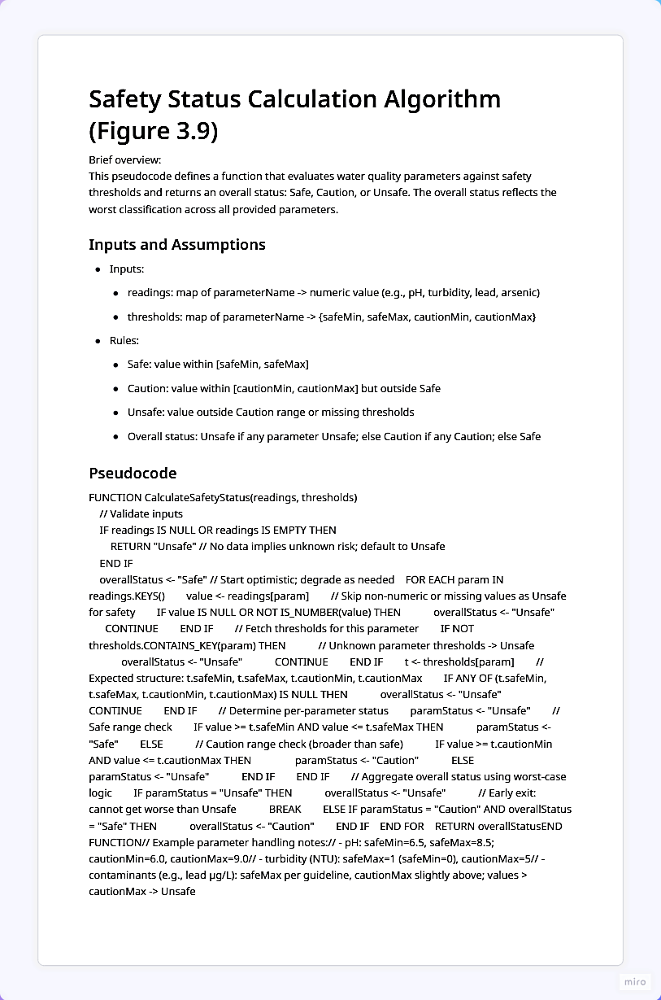 Safety Status Calculation Algorithm
(Figure 3.9)
Brief overview:
This pseudocode defines a function that evaluates water quality parameters against safety
thresholds and returns an overall status: Safe, Caution, or Unsafe. The overall status reflects the
worst classification across all provided parameters.
Inputs and Assumptions
• Inputs:
• readings: map of parameterName -> numeric value (e.g., pH, turbidity, lead, arsenic)
• thresholds: map of parameterName -> {safeMin, safeMax, cautionMin, cautionMax}
• Rules:
• Safe: value within [safeMin, safeMax]
• Caution: value within [cautionMin, cautionMax] but outside Safe
• Unsafe: value outside Caution range or missing thresholds
• Overall status: Unsafe if any parameter Unsafe; else Caution if any Caution; else Safe
Pseudocode
FUNCTION CalculateSafetyStatus(readings, thresholds)
// Validate inputs
IF readings IS NULL OR readings IS EMPTY THEN
RETURN "Unsafe" // No data implies unknown risk; default to Unsafe
END IF
overallStatus <- "Safe" // Start optimistic; degrade as needed FOR EACH param IN
readings.KEYS() value <- readings[param] // Skip non-numeric or missing values as Unsafe
for safety IF value IS NULL OR NOT IS_NUMBER(value) THEN overallStatus <- "Unsafe"
CONTINUE END IF // Fetch thresholds for this parameter IF NOT
thresholds.CONTAINS_KEY(param) THEN // Unknown parameter thresholds -> Unsafe
overallStatus <- "Unsafe" CONTINUE END IF t <- thresholds[param] //
Expected structure: t.safeMin, t.safeMax, t.cautionMin, t.cautionMax IF ANY OF (t.safeMin,
t.safeMax, t.cautionMin, t.cautionMax) IS NULL THEN overallStatus <- "Unsafe"
CONTINUE END IF // Determine per-parameter status paramStatus <- "Unsafe" //
Safe range check IF value >= t.safeMin AND value <= t.safeMax THEN paramStatus <-
"Safe" ELSE // Caution range check (broader than safe) IF value >= t.cautionMin
AND value <= t.cautionMax THEN paramStatus <- "Caution" ELSE
paramStatus <- "Unsafe" END IF END IF // Aggregate overall status using worst-case
logic IF paramStatus = "Unsafe" THEN overallStatus <- "Unsafe" // Early exit:
cannot get worse than Unsafe BREAK ELSE IF paramStatus = "Caution" AND overallStatus
= "Safe" THEN overallStatus <- "Caution" END IF END FOR RETURN overallStatusEND
FUNCTION// Example parameter handling notes:// - pH: safeMin=6.5, safeMax=8.5;
cautionMin=6.0, cautionMax=9.0// - turbidity (NTU): safeMax=1 (safeMin=0), cautionMax=5// -
contaminants (e.g., lead µg/L): safeMax per guideline, cautionMax slightly above; values >
cautionMax -> Unsafe
miro